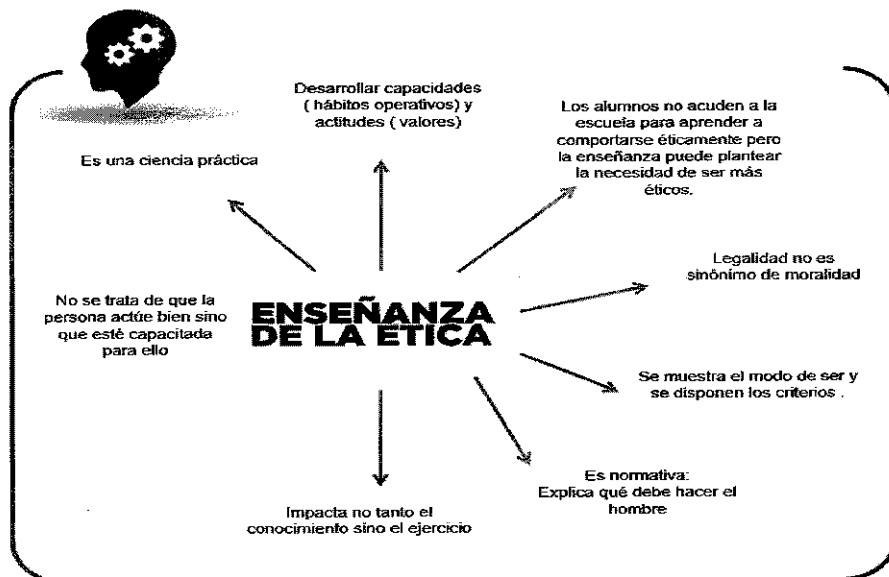 Desarrollar capacidades
( hábitos operativos) y
actitudes ( valores)
Los alumnos no acuden a la
escuela para aprender a
comportarse éticamente pero
la enseñanza puede plantear
la necesidad de ser más
éticos.
Es una ciencia práctica
Legalidad no es
sinónimo de moralidad
No se trata de que la
persona actúe bien sino
que esté capacitada
para ello
ENSEÑANZA
DE LA ÉTICA
Se muestra el modo de ser y
se disponen los criterios .
Es normativa:
Explica qué debe hacer el
hombre
Impacta no tanto el
conocimiento sino el ejercicio